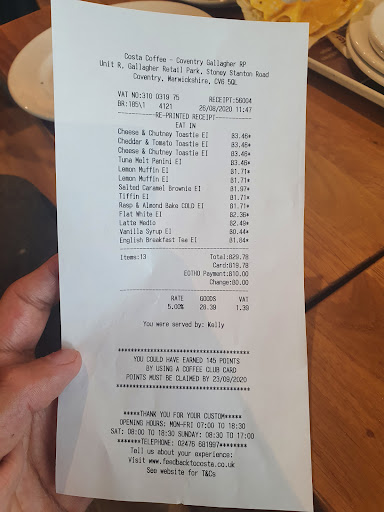 Costa Coffee - Coventry Gallagher RP
Unit R, Gallagher Retail Park, Stoney Stanton Road
Coventry, Warwickshire, CV6 5QL
VAT NO:310 0319 75 RECEIPT:56004
BR:185\1 4121 26/08/2020 11:47
----------RE-PRINTED RECEIPT----------
EAT IN
Cheese & Chutney Toastie EI £3.46*
Cheddar & Tomato Toastie EI £3.46*
Cheese & Chutney Toastie EI £3.46*
Tuna Melt Panini EI £3.46*
Lemon Muffin EI £1.71*
Lemon Muffin EI £1.71*
Salted Caramel Brownie EI £1.97*
Tiffin EI £1.71*
Rasp & Almond Bake COLD EI £1.71*
Flat White EI £2.36*
Latte Medio £2.49*
Vanilla Syrup EI £0.44*
English Breakfast Tee EI £1.84*
Items:13 Total:£29.78
Card:£19.78
EOTHO Payment:£10.00
Change:£0.00
RATE GOODS VAT
5.00% 28.39 1.39
You were served by: Kelly
YOU COULD HAVE EARNED 145 POINTS
BY USING A COFFEE CLUB CARD
POINTS MUST BE CLAIMED BY 23/09/2020
*****THANK YOU FOR YOUR CUSTOM*****
OPENING HOURS: MON-FRI 07:00 TO 18:30
SAT: 08:00 TO 18:30 SUNDAY: 08:30 TO 17:00
*******TELEPHONE: 02476 681997*******
Tell us about your experience:
Visit www.feedbacktocosta.co.uk
See website for T&Cs